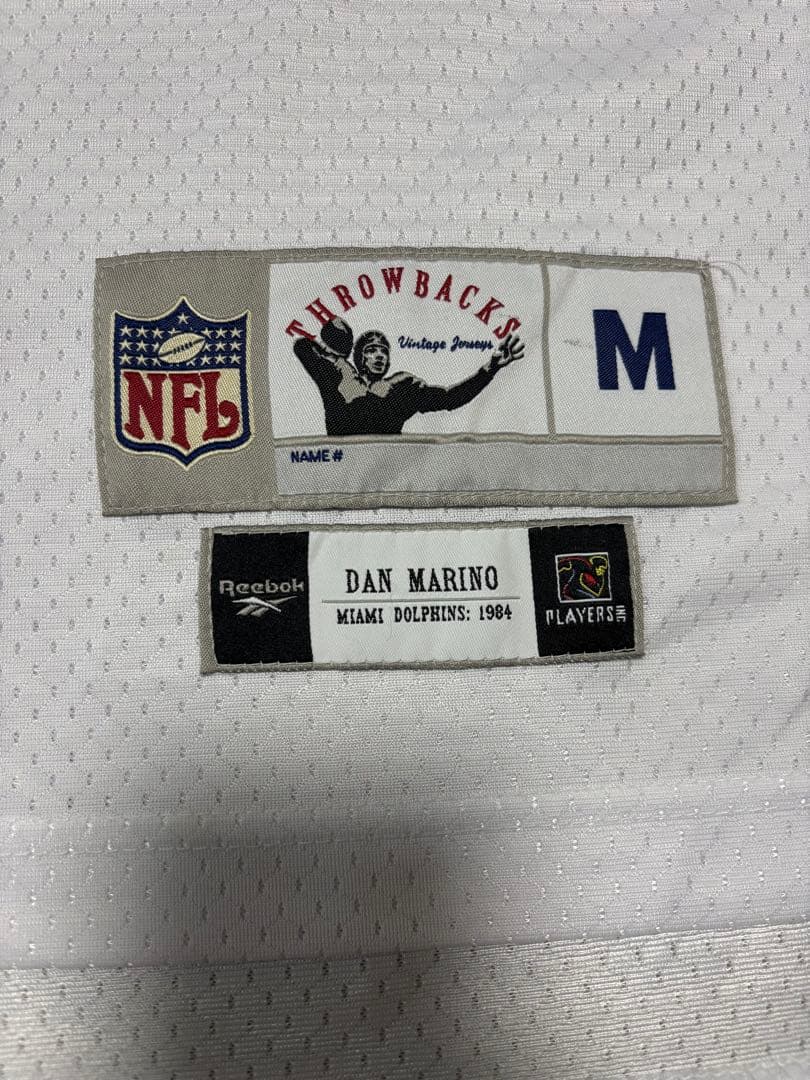 THROWBACKS
Vintage Jerseys
M
NFL
NAME #
Reebok
DAN MARINO
MIAMI DOLPHINS: 1984
PLAYERS INC